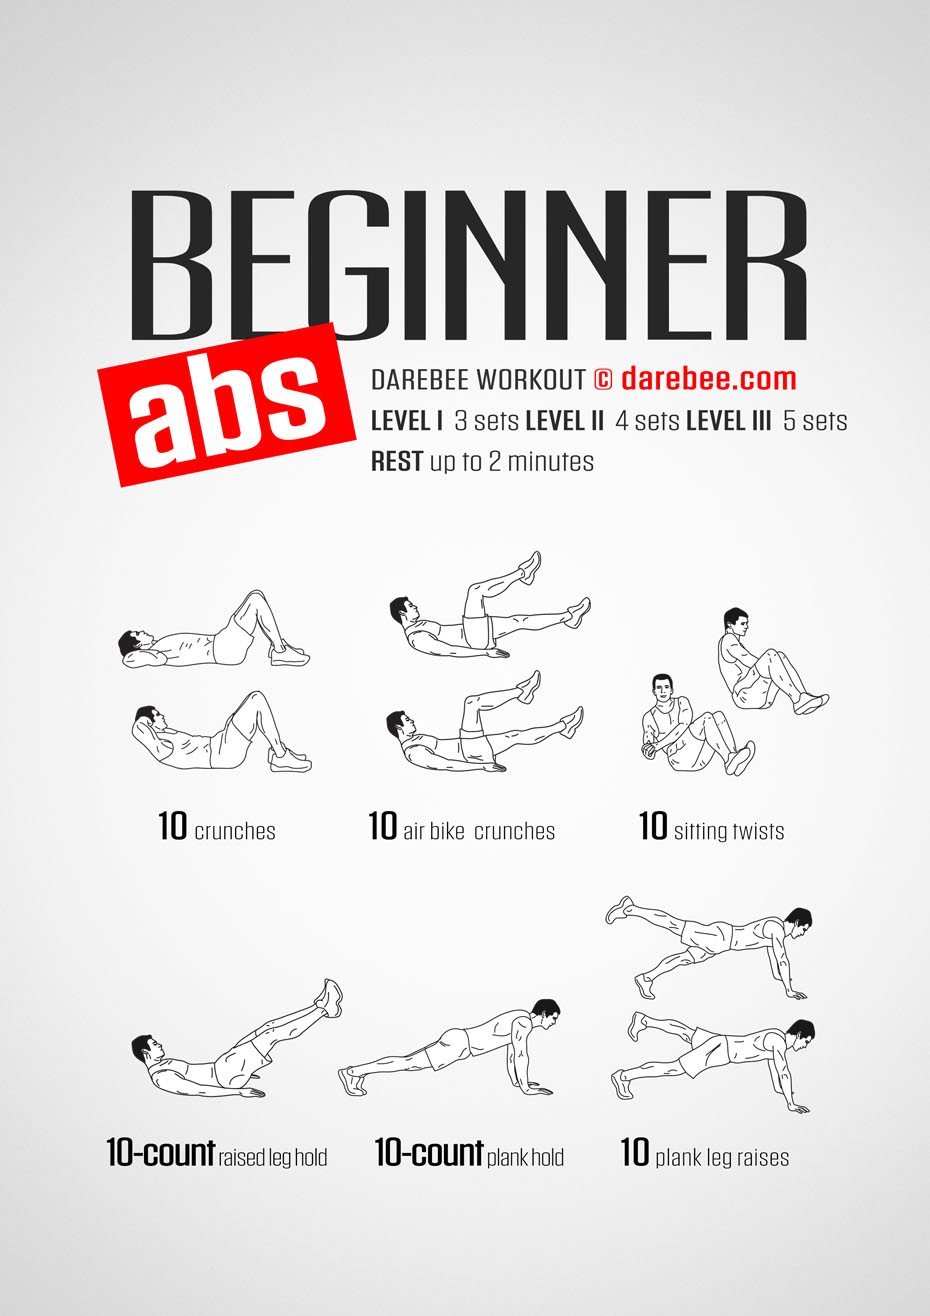 BEGINNER
abs
DAREBEE WORKOUT © darebee.com
LEVEL I 3 sets LEVEL II 4 sets LEVEL III 5 sets
REST up to 2 minutes
10 crunches
10 air bike crunches
10 sitting twists
10-count raised leg hold
10-count plank hold
10 plank leg raises